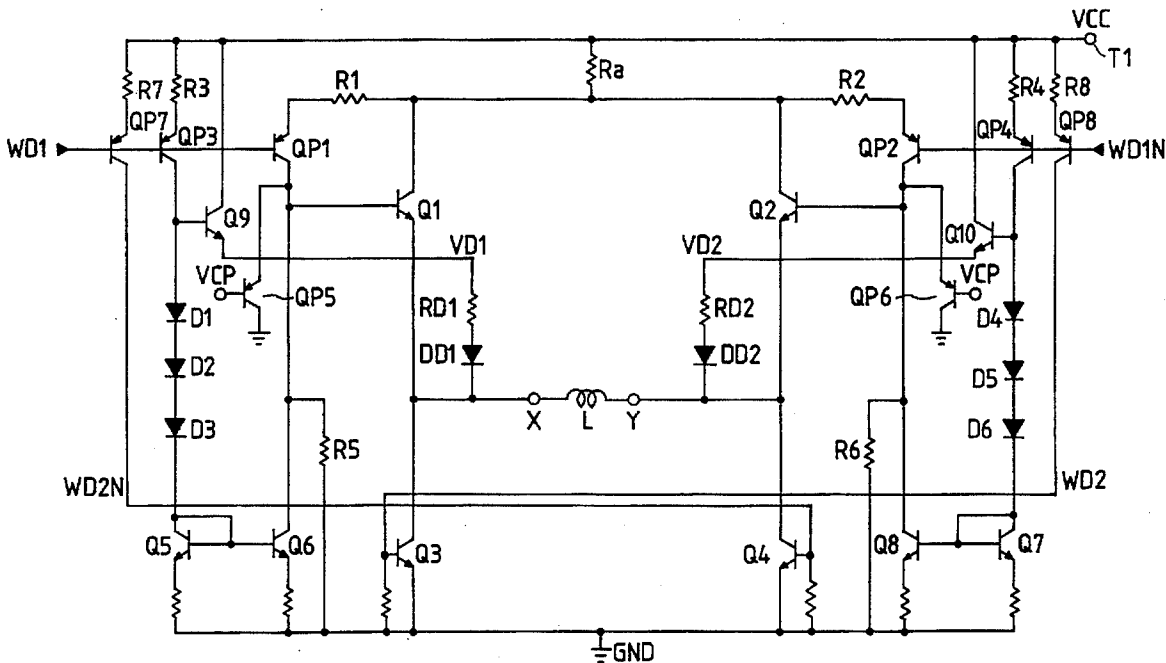 VCC
T1
Ra
R1
R2
R7
R3
R4
R8
QP7
QP3
QP4
QP8
WD1
QP1
QP2
WD1N
Q9
Q1
Q2
Q10
VD1
VD2
VCP
QP5
QP6
VCP
RD1
RD2
D1
D4
DD1
DD2
D2
D5
X
L
Y
D3
D6
R5
R6
WD2N
WD2
Q5
Q6
Q3
Q4
Q8
Q7
GND